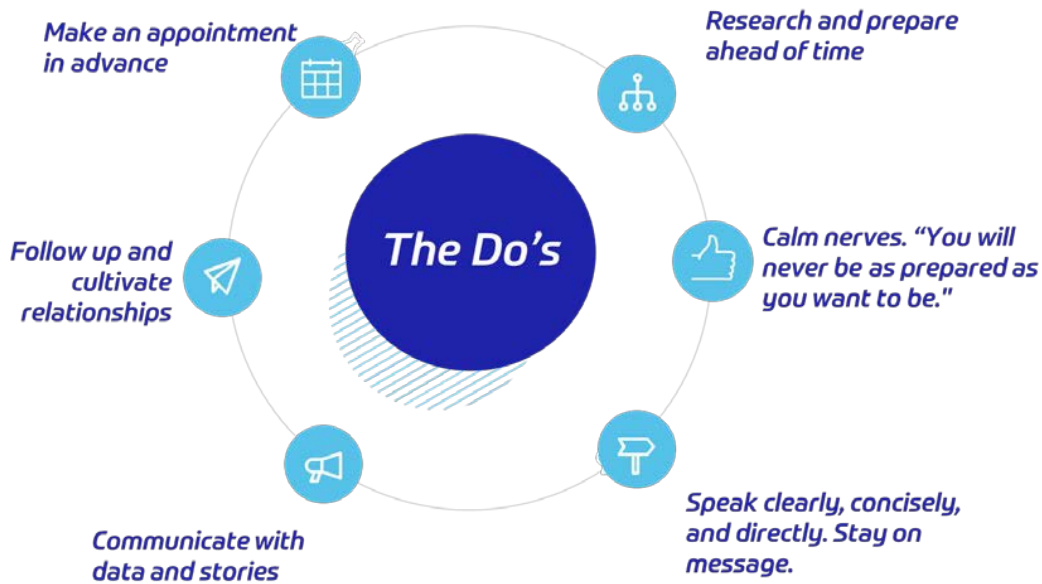 Make an appointment
in advance
Research and prepare
ahead of time
The Do's
Follow up and
cultivate
relationships
Calm nerves. “You will
never be as prepared as
you want to be."
Communicate with
data and stories
Speak clearly, concisely,
and directly. Stay on
message.